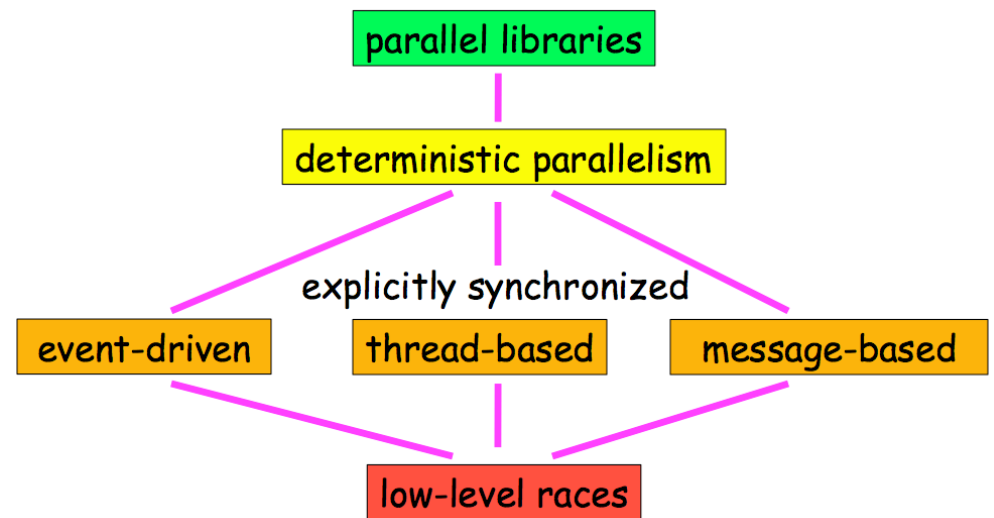 parallel libraries
deterministic parallelism
explicitly synchronized
event-driven
thread-based
message-based
low-level races